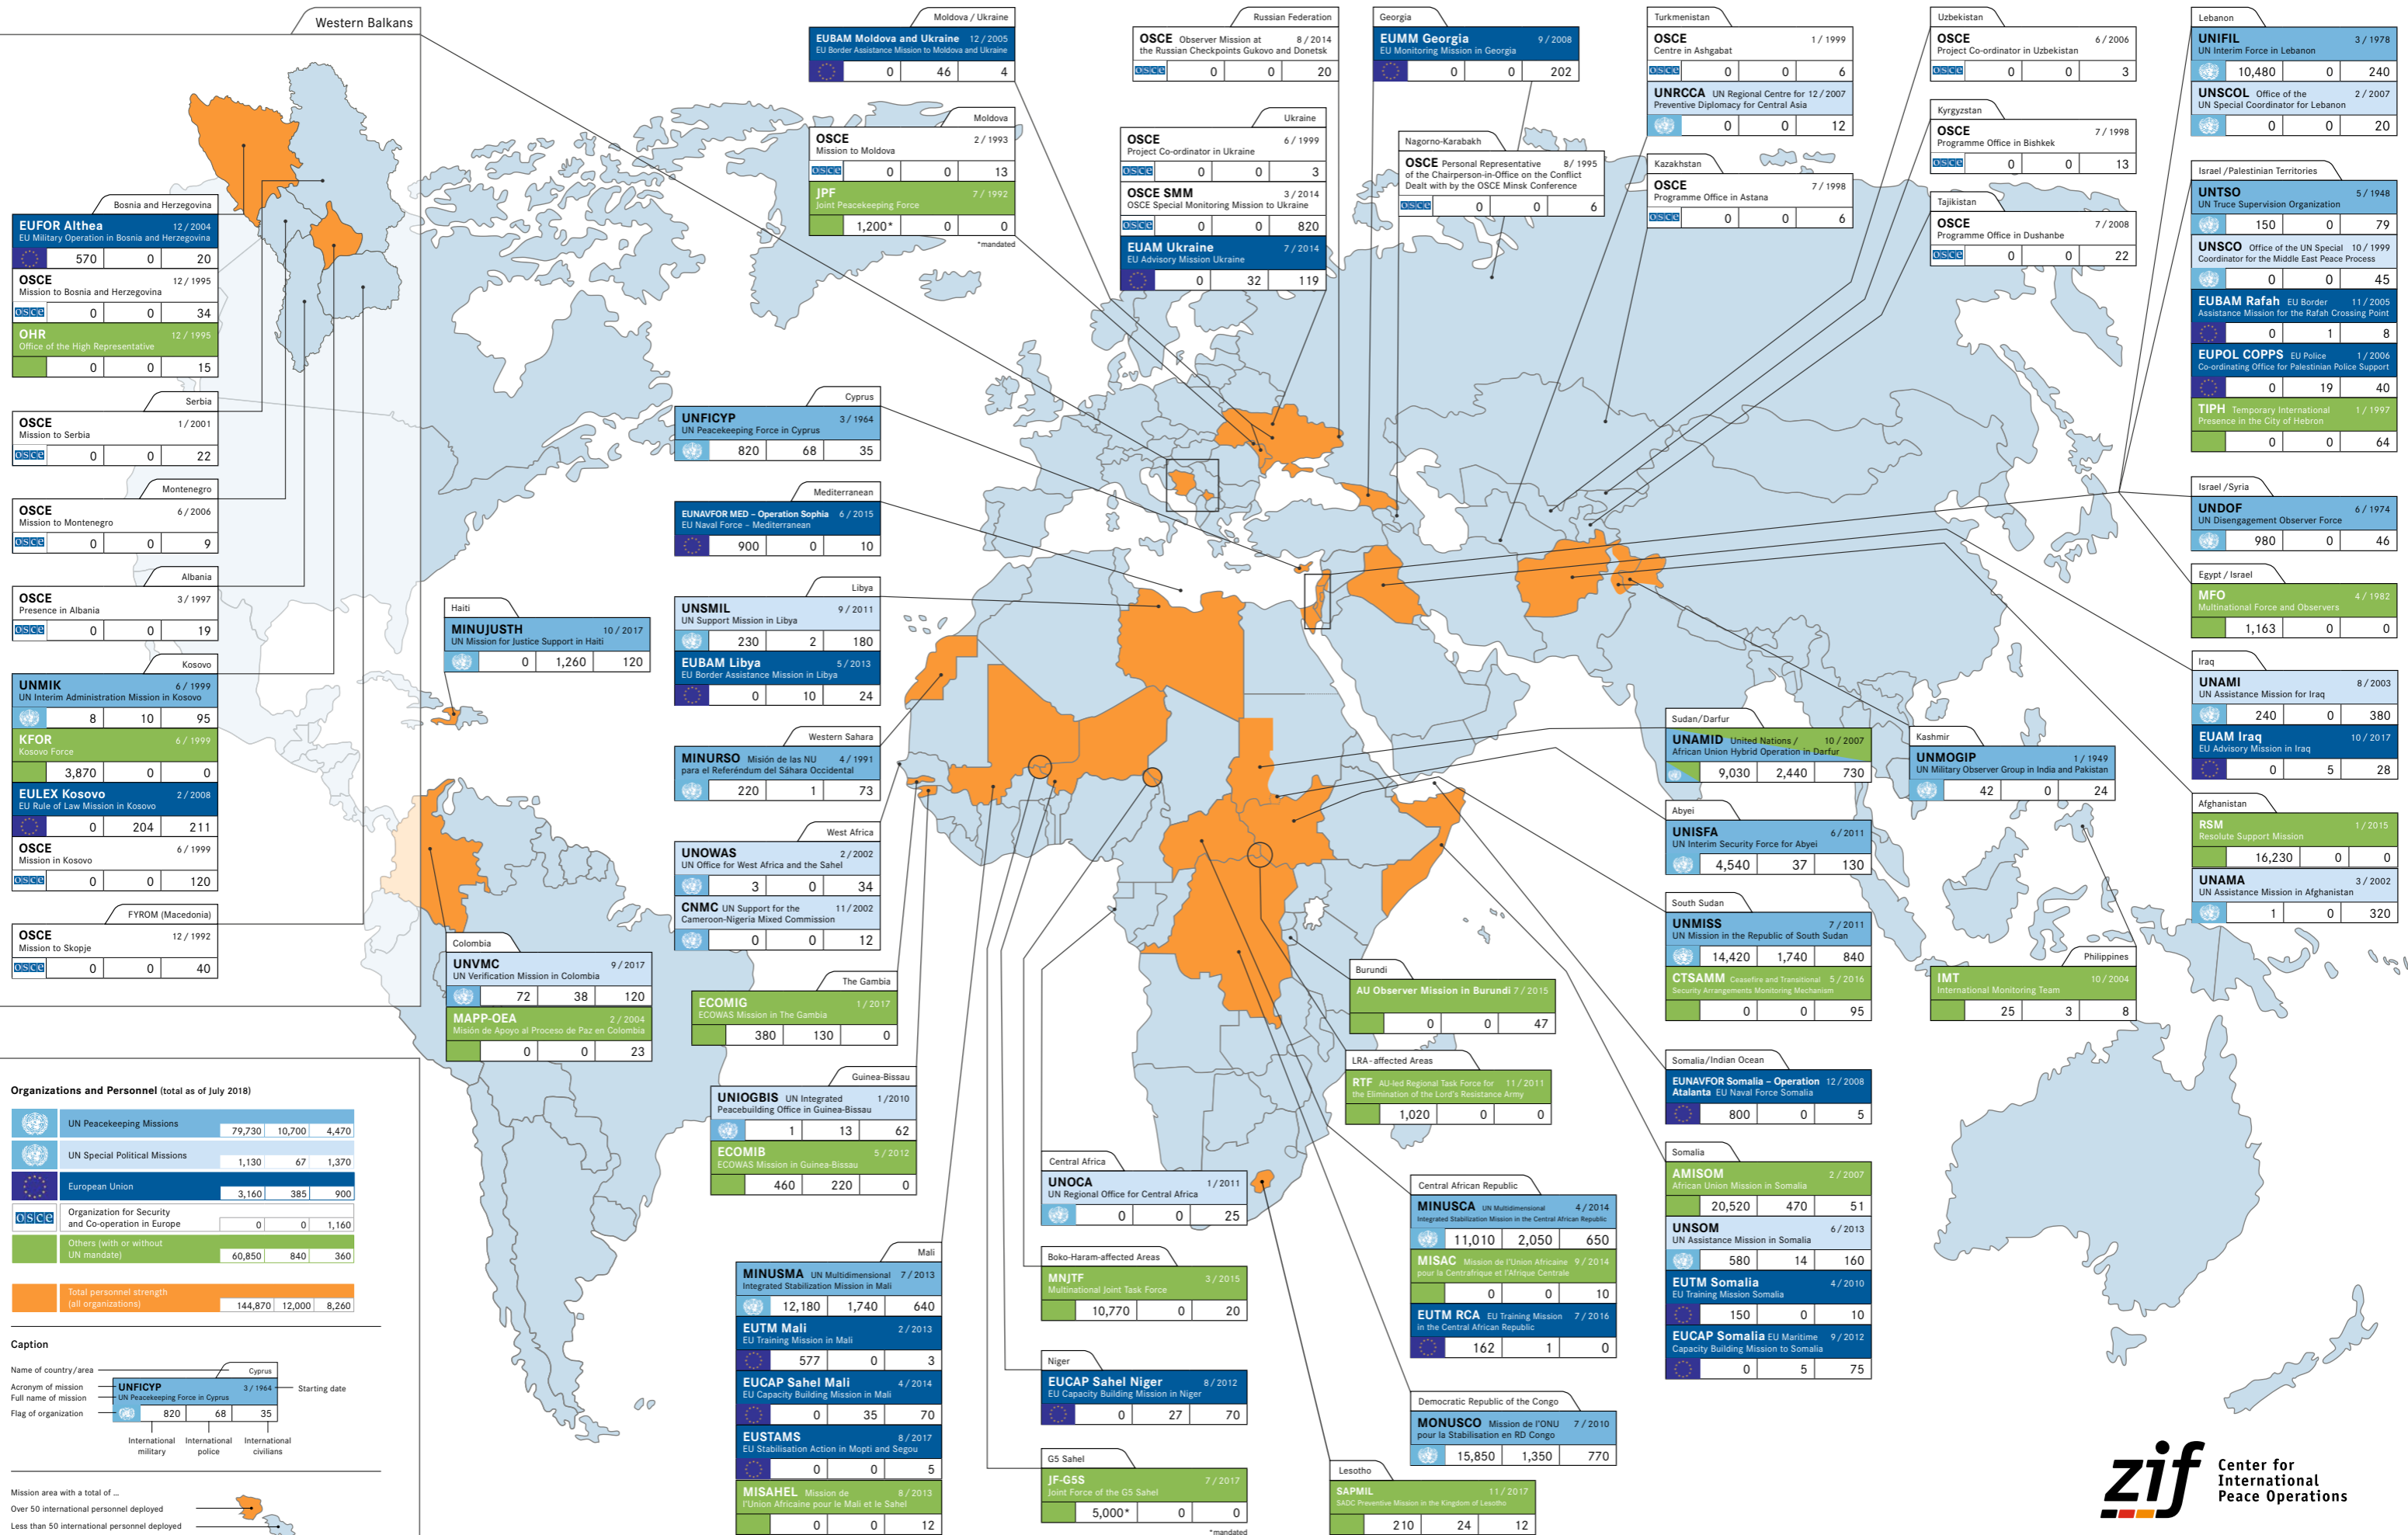 Western Balkans
Bosnia and Herzegovina
EUFOR Althea 12 / 2004
EU Military Operation in Bosnia and Herzegovina
570 0 20
OSCE 12 / 1995
Mission to Bosnia and Herzegovina
osce 0 0 34
OHR 12 / 1995
Office of the High Representative
0 0 15
Serbia
OSCE 1 / 2001
Mission to Serbia
osce 0 0 22
Montenegro
OSCE 6 / 2006
Mission to Montenegro
osce 0 0 9
Albania
OSCE 3 / 1997
Presence in Albania
osce 0 0 19
Kosovo
UNMIK 6 / 1999
UN Interim Administration Mission in Kosovo
8 10 95
KFOR 6 / 1999
Kosovo Force
3,870 0 0
EULEX Kosovo 2 / 2008
EU Rule of Law Mission in Kosovo
0 204 211
OSCE 6 / 1999
Mission in Kosovo
osce 0 0 120
FYROM (Macedonia)
OSCE 12 / 1992
Mission to Skopje
osce 0 0 40
Organizations and Personnel (total as of July 2018)
UN Peacekeeping Missions 79,730 10,700 4,470
UN Special Political Missions 1,130 67 1,370
European Union 3,160 385 900
osce Organization for Security
and Co-operation in Europe 0 0 1,160
Others (with or without
UN mandate) 60,850 840 360
Total personnel strength
(all organizations) 144,870 12,000 8,260
Caption
Name of country/area Cyprus
Acronym of mission UNFICYP 3 / 1964 Starting date
Full name of mission UN Peacekeeping Force in Cyprus
Flag of organization 820 68 35
International military
International police
International civilians
Mission area with a total of ...
Over 50 international personnel deployed
Less than 50 international personnel deployed
Haiti
MINUJUSTH 10 / 2017
UN Mission for Justice Support in Haiti
0 1,260 120
Colombia
UNVMC 9 / 2017
UN Verification Mission in Colombia
72 38 120
MAPP-OEA 2 / 2004
Misión de Apoyo al Proceso de Paz en Colombia
0 0 23
Moldova / Ukraine
EUBAM Moldova and Ukraine 12 / 2005
EU Border Assistance Mission to Moldova and Ukraine
0 46 4
Moldova
OSCE 2 / 1993
Mission to Moldova
osce 0 0 13
JPF 7 / 1992
Joint Peacekeeping Force
1,200* 0 0
*mandated
Cyprus
UNFICYP 3 / 1964
UN Peacekeeping Force in Cyprus
820 68 35
Mediterranean
EUNAVFOR MED – Operation Sophia 6 / 2015
EU Naval Force – Mediterranean
900 0 10
Libya
UNSMIL 9 / 2011
UN Support Mission in Libya
230 2 180
EUBAM Libya 5 / 2013
EU Border Assistance Mission in Libya
0 10 24
Western Sahara
MINURSO Misión de las NU 4 / 1991
para el Referéndum del Sáhara Occidental
220 1 73
West Africa
UNOWAS 2 / 2002
UN Office for West Africa and the Sahel
3 0 34
CNMC UN Support for the 11 / 2002
Cameroon-Nigeria Mixed Commission
0 0 12
The Gambia
ECOMIG 1 / 2017
ECOWAS Mission in The Gambia
380 130 0
Guinea-Bissau
UNIOGBIS UN Integrated 1 / 2010
Peacebuilding Office in Guinea-Bissau
1 13 62
ECOMIB 5 / 2012
ECOWAS Mission in Guinea-Bissau
460 220 0
Mali
MINUSMA UN Multidimensional 7 / 2013
Integrated Stabilization Mission in Mali
12,180 1,740 640
EUTM Mali 2 / 2013
EU Training Mission in Mali
577 0 3
EUCAP Sahel Mali 4 / 2014
EU Capacity Building Mission in Mali
0 35 70
EUSTAMS 8 / 2017
EU Stabilisation Action in Mopti and Segou
0 0 5
MISAHEL Mission de 8 / 2013
l'Union Africaine pour le Mali et le Sahel
0 0 12
Russian Federation
OSCE Observer Mission at 8 / 2014
the Russian Checkpoints Gukovo and Donetsk
osce 0 0 20
Ukraine
OSCE 6 / 1999
Project Co-ordinator in Ukraine
osce 0 0 3
OSCE SMM 3 / 2014
OSCE Special Monitoring Mission to Ukraine
osce 0 0 820
EUAM Ukraine 7 / 2014
EU Advisory Mission Ukraine
0 32 119
Georgia
EUMM Georgia 9 / 2008
EU Monitoring Mission in Georgia
0 0 202
Nagorno-Karabakh
OSCE Personal Representative 8 / 1995
of the Chairperson-in-Office on the Conflict
Dealt with by the OSCE Minsk Conference
osce 0 0 6
Turkmenistan
OSCE 1 / 1999
Centre in Ashgabat
osce 0 0 6
UNRCCA UN Regional Centre for 12 / 2007
Preventive Diplomacy for Central Asia
0 0 12
Kazakhstan
OSCE 7 / 1998
Programme Office in Astana
osce 0 0 6
Uzbekistan
OSCE 6 / 2006
Project Co-ordinator in Uzbekistan
osce 0 0 3
Kyrgyzstan
OSCE 7 / 1998
Programme Office in Bishkek
osce 0 0 13
Tajikistan
OSCE 7 / 2008
Programme Office in Dushanbe
osce 0 0 22
Lebanon
UNIFIL 3 / 1978
UN Interim Force in Lebanon
10,480 0 240
UNSCOL Office of the 2 / 2007
UN Special Coordinator for Lebanon
0 0 20
Israel /Palestinian Territories
UNTSO 5 / 1948
UN Truce Supervision Organization
150 0 79
UNSCO Office of the UN Special 10 / 1999
Coordinator for the Middle East Peace Process
0 0 45
EUBAM Rafah EU Border 11 / 2005
Assistance Mission for the Rafah Crossing Point
0 1 8
EUPOL COPPS EU Police 1 / 2006
Co-ordinating Office for Palestinian Police Support
0 19 40
TIPH Temporary International 1 / 1997
Presence in the City of Hebron
0 0 64
Israel /Syria
UNDOF 6 / 1974
UN Disengagement Observer Force
980 0 46
Egypt / Israel
MFO 4 / 1982
Multinational Force and Observers
1,163 0 0
Iraq
UNAMI 8 / 2003
UN Assistance Mission for Iraq
240 0 380
EUAM Iraq 10 / 2017
EU Advisory Mission in Iraq
0 5 28
Afghanistan
RSM 1 / 2015
Resolute Support Mission
16,230 0 0
UNAMA 3 / 2002
UN Assistance Mission in Afghanistan
1 0 320
Kashmir
UNMOGIP 1 / 1949
UN Military Observer Group in India and Pakistan
42 0 24
Philippines
IMT 10 / 2004
International Monitoring Team
25 3 8
Sudan/Darfur
UNAMID United Nations / 10 / 2007
African Union Hybrid Operation in Darfur
9,030 2,440 730
Abyei
UNISFA 6 / 2011
UN Interim Security Force for Abyei
4,540 37 130
South Sudan
UNMISS 7 / 2011
UN Mission in the Republic of South Sudan
14,420 1,740 840
CTSAMM Ceasefire and Transitional 5 / 2016
Security Arrangements Monitoring Mechanism
0 0 95
Somalia/Indian Ocean
EUNAVFOR Somalia – Operation 12 / 2008
Atalanta EU Naval Force Somalia
800 0 5
Somalia
AMISOM 2 / 2007
African Union Mission in Somalia
20,520 470 51
UNSOM 6 / 2013
UN Assistance Mission in Somalia
580 14 160
EUTM Somalia 4 / 2010
EU Training Mission Somalia
150 0 10
EUCAP Somalia EU Maritime 9 / 2012
Capacity Building Mission to Somalia
0 5 75
Burundi
AU Observer Mission in Burundi 7 / 2015
0 0 47
LRA-affected Areas
RTF AU-led Regional Task Force for 11 / 2011
the Elimination of the Lord's Resistance Army
1,020 0 0
Central Africa
UNOCA 1 / 2011
UN Regional Office for Central Africa
0 0 25
Boko-Haram-affected Areas
MNJTF 3 / 2015
Multinational Joint Task Force
10,770 0 20
Niger
EUCAP Sahel Niger 8 / 2012
EU Capacity Building Mission in Niger
0 27 70
G5 Sahel
JF-G5S 7 / 2017
Joint Force of the G5 Sahel
5,000* 0 0
*mandated
Central African Republic
MINUSCA UN Multidimensional 4 / 2014
Integrated Stabilization Mission in the Central African Republic
11,010 2,050 650
MISAC Mission de l'Union Africaine 9 / 2014
pour la Centrafrique et l'Afrique Centrale
0 0 10
EUTM RCA EU Training Mission 7 / 2016
in the Central African Republic
162 1 0
Democratic Republic of the Congo
MONUSCO Mission de l'ONU 7 / 2010
pour la Stabilisation en RD Congo
15,850 1,350 770
Lesotho
SAPMIL 11 / 2017
SADC Preventive Mission in the Kingdom of Lesotho
210 24 12
zif Center for
International
Peace Operations